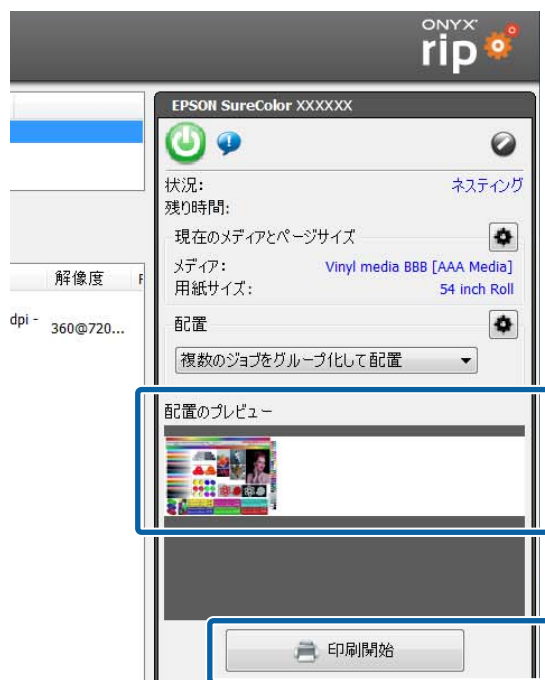 ONYX
rip
EPSON SureColor XXXXXX
状況: ネスティング
残り時間:
現在のメディアとページサイズ
メディア: Vinyl media BBB [AAA Media]
用紙サイズ: 54 inch Roll
解像度
dpi - 360@720...
配置
複数のジョブをグループ化して配置
配置のプレビュー
印刷開始